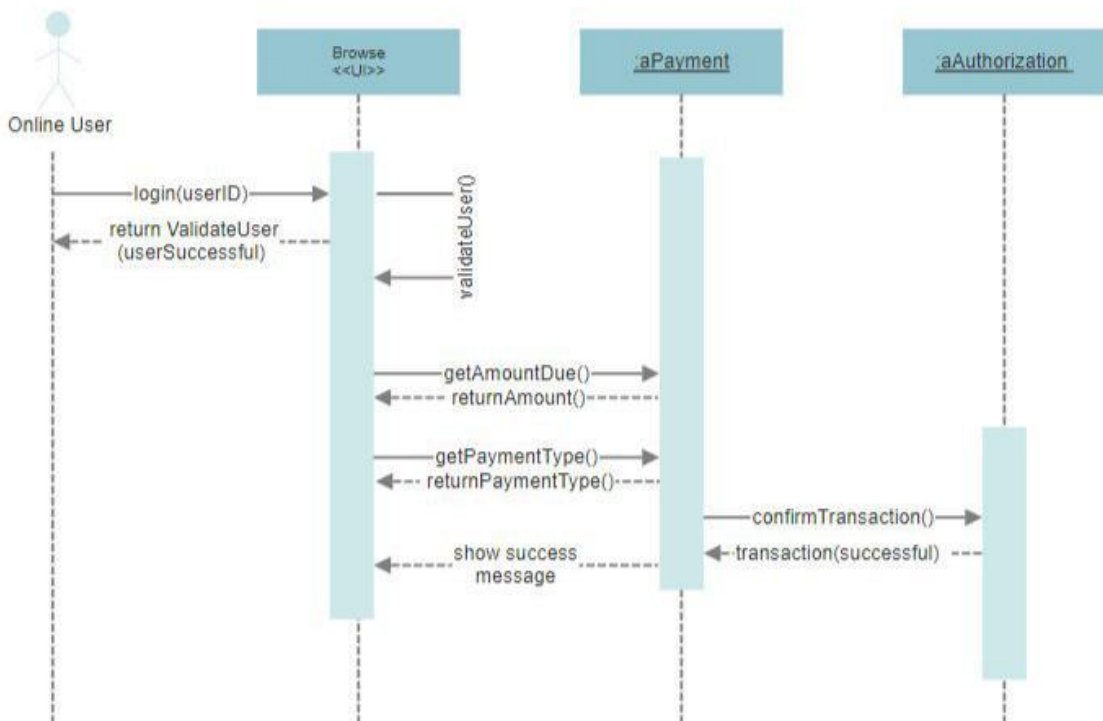 Browse
<<UI>>
:aPayment
:aAuthorization
Online User
login(userID)
validateUser()
return ValidateUser
(userSuccessful)
getAmountDue()
returnAmount()
getPaymentType()
returnPaymentType()
confirmTransaction()
transaction(successful)
show success
message